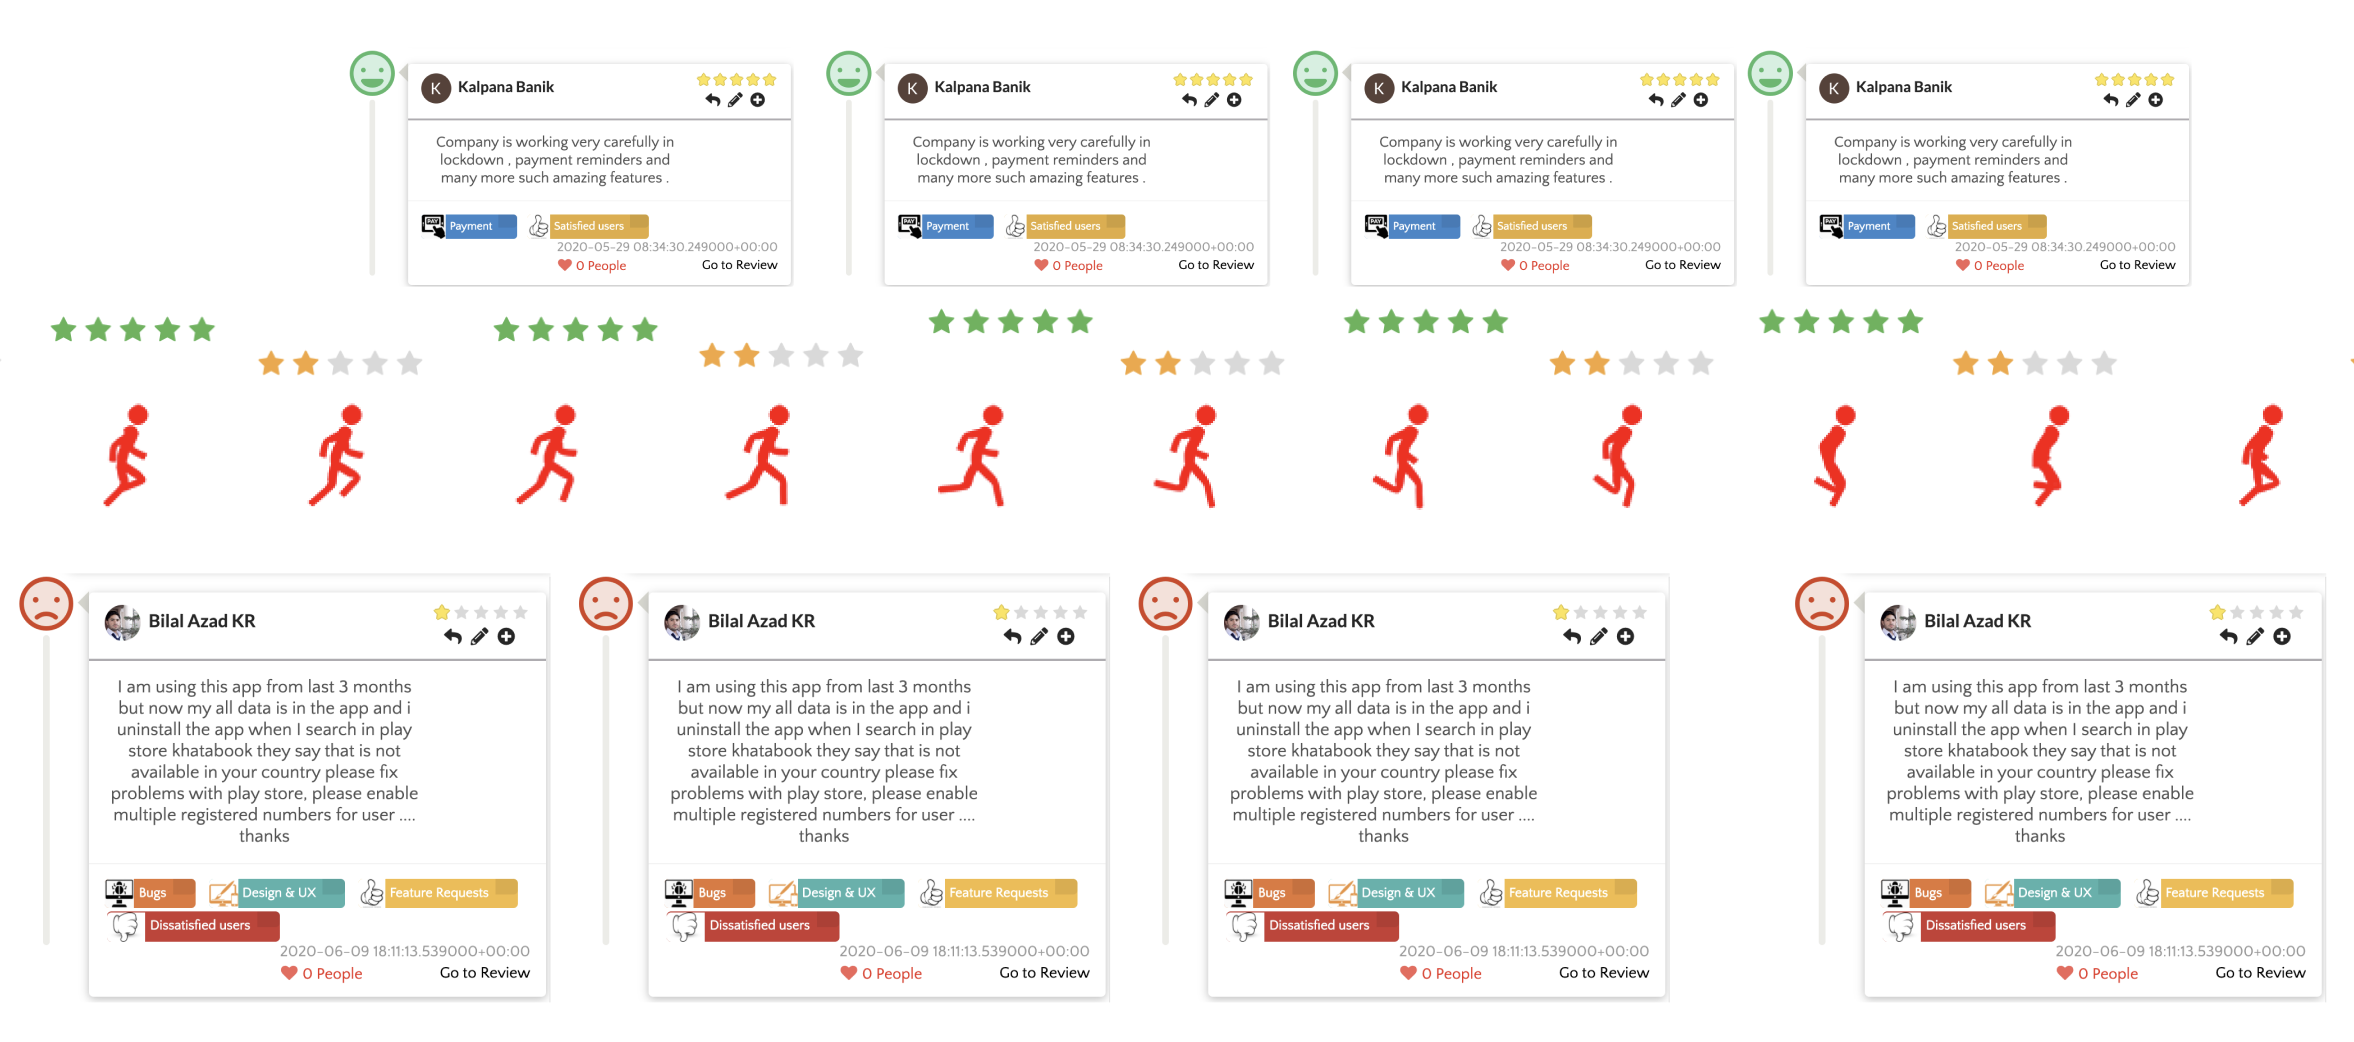 K Kalpana Banik
Company is working very carefully in
lockdown , payment reminders and
many more such amazing features .
PAY Payment Satisfied users
2020-05-29 08:34:30.249000+00:00
0 People Go to Review
K Kalpana Banik
Company is working very carefully in
lockdown , payment reminders and
many more such amazing features .
PAY Payment Satisfied users
2020-05-29 08:34:30.249000+00:00
0 People Go to Review
K Kalpana Banik
Company is working very carefully in
lockdown , payment reminders and
many more such amazing features .
PAY Payment Satisfied users
2020-05-29 08:34:30.249000+00:00
0 People Go to Review
K Kalpana Banik
Company is working very carefully in
lockdown , payment reminders and
many more such amazing features .
PAY Payment Satisfied users
2020-05-29 08:34:30.249000+00:00
0 People Go to Review
Bilal Azad KR
I am using this app from last 3 months
but now my all data is in the app and i
uninstall the app when I search in play
store khatabook they say that is not
available in your country please fix
problems with play store, please enable
multiple registered numbers for user ....
thanks
Bugs Design & UX Feature Requests
Dissatisfied users
2020-06-09 18:11:13.539000+00:00
0 People Go to Review
Bilal Azad KR
I am using this app from last 3 months
but now my all data is in the app and i
uninstall the app when I search in play
store khatabook they say that is not
available in your country please fix
problems with play store, please enable
multiple registered numbers for user ....
thanks
Bugs Design & UX Feature Requests
Dissatisfied users
2020-06-09 18:11:13.539000+00:00
0 People Go to Review
Bilal Azad KR
I am using this app from last 3 months
but now my all data is in the app and i
uninstall the app when I search in play
store khatabook they say that is not
available in your country please fix
problems with play store, please enable
multiple registered numbers for user ....
thanks
Bugs Design & UX Feature Requests
Dissatisfied users
2020-06-09 18:11:13.539000+00:00
0 People Go to Review
Bilal Azad KR
I am using this app from last 3 months
but now my all data is in the app and i
uninstall the app when I search in play
store khatabook they say that is not
available in your country please fix
problems with play store, please enable
multiple registered numbers for user ....
thanks
Bugs Design & UX Feature Requests
Dissatisfied users
2020-06-09 18:11:13.539000+00:00
0 People Go to Review